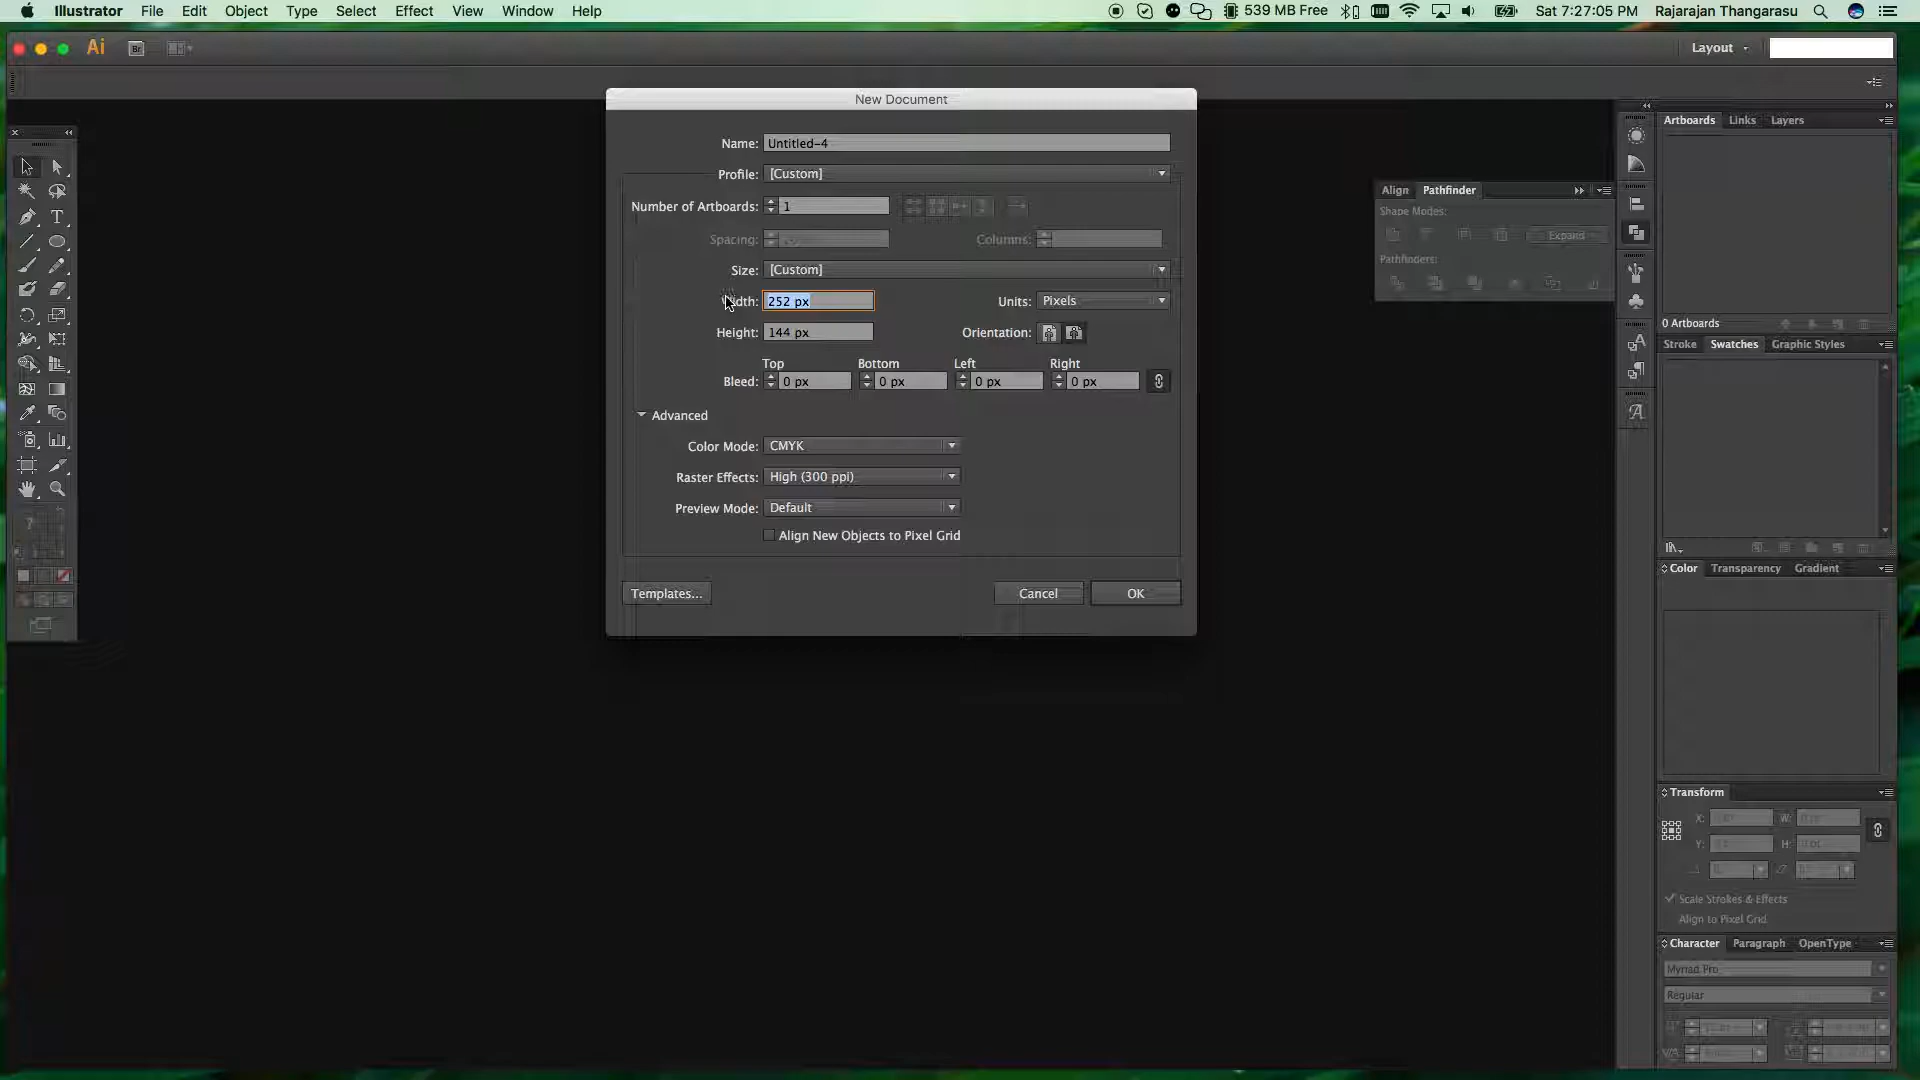 Illustrator File Edit Object Type Select Effect View Window Help 539 MB Free Sat 7:27:05 PM Rajarajan Thangarasu
Ai Br Layout
New Document
Name: Untitled-4
Profile: [Custom]
Number of Artboards: 1
Spacing: Columns:
Size: [Custom]
Width: 252 px Units: Pixels
Height: 144 px Orientation:
Top Bottom Left Right
Bleed: 0 px 0 px 0 px 0 px
Advanced
Color Mode: CMYK
Raster Effects: High (300 ppi)
Preview Mode: Default
Align New Objects to Pixel Grid
Templates... Cancel OK
Align Pathfinder
Shape Modes:
Expand
Pathfinders:
Artboards Links Layers
0 Artboards
Stroke Swatches Graphic Styles
Color Transparency Gradient
Transform
X: W:
Y: H:
Scale Strokes & Effects
Align to Pixel Grid
Character Paragraph OpenType
Myriad Pro
Regular